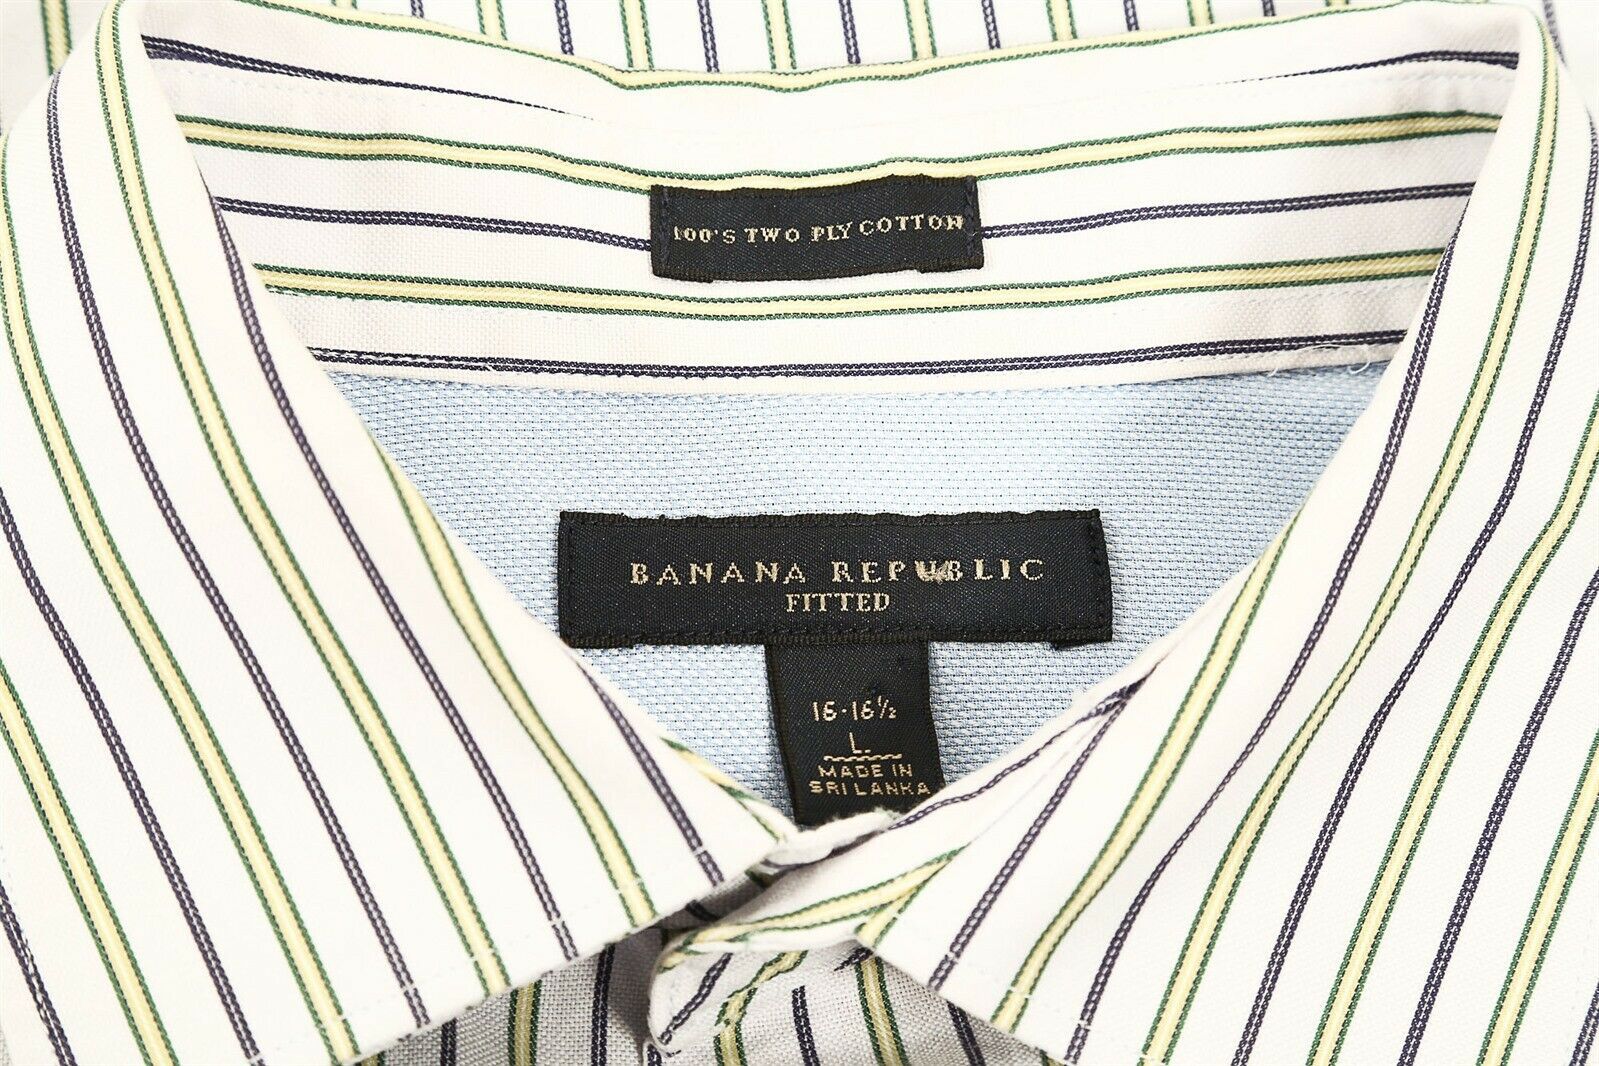 100'S TWO PLY COTTON
BANANA REPUBLIC
FITTED
16-16½
L.
MADE IN
SRI LANKA